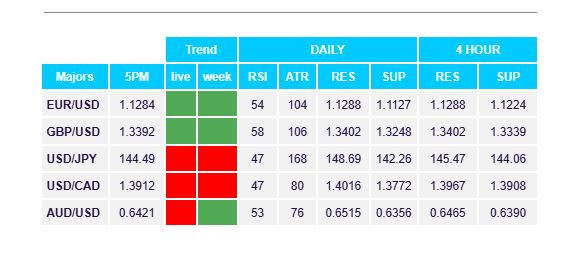 Trend DAILY 4 HOUR
Majors 5PM live week RSI ATR RES SUP RES SUP
EUR/USD 1.1284 54 104 1.1288 1.1127 1.1288 1.1224
GBP/USD 1.3392 58 106 1.3402 1.3248 1.3402 1.3339
USD/JPY 144.49 47 168 148.69 142.26 145.47 144.06
USD/CAD 1.3912 47 80 1.4016 1.3772 1.3967 1.3908
AUD/USD 0.6421 53 76 0.6515 0.6356 0.6465 0.6390